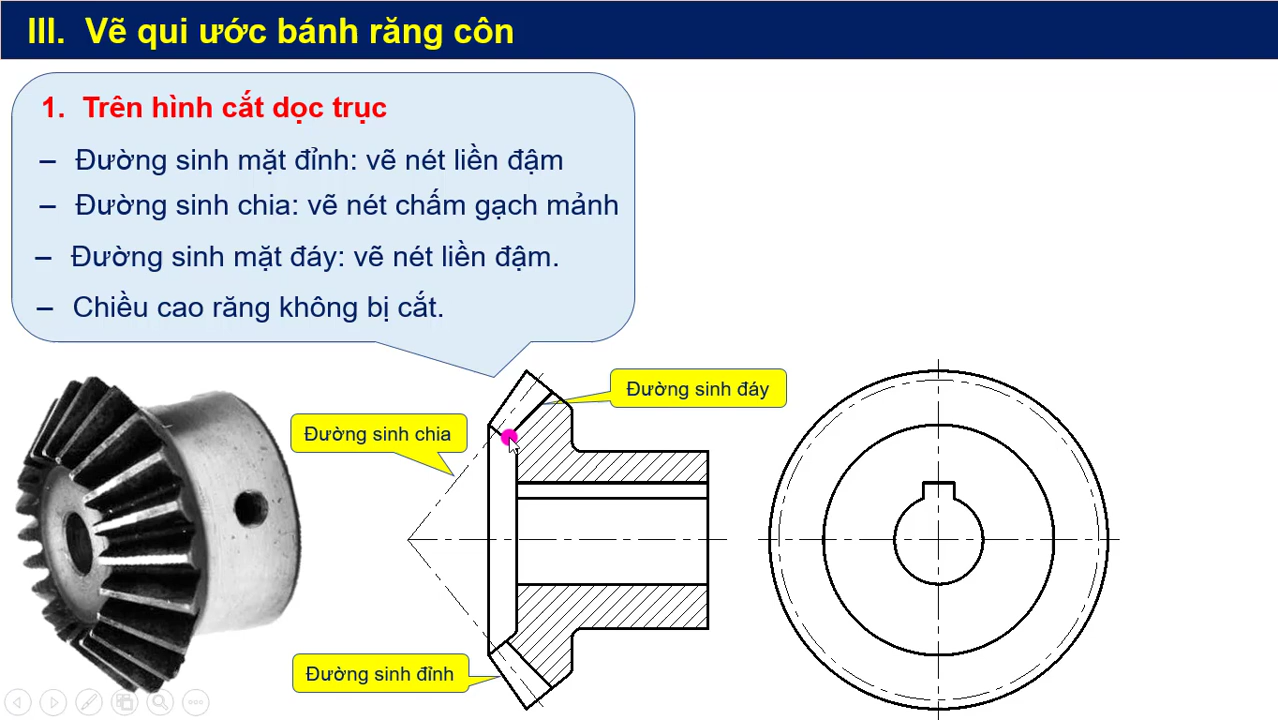 III. Vẽ qui ước bánh răng côn
1. Trên hình cắt dọc trục
– Đường sinh mặt đỉnh: vẽ nét liền đậm
– Đường sinh chia: vẽ nét chấm gạch mảnh
– Đường sinh mặt đáy: vẽ nét liền đậm.
– Chiều cao răng không bị cắt.
Đường sinh đáy
Đường sinh chia
Đường sinh đỉnh